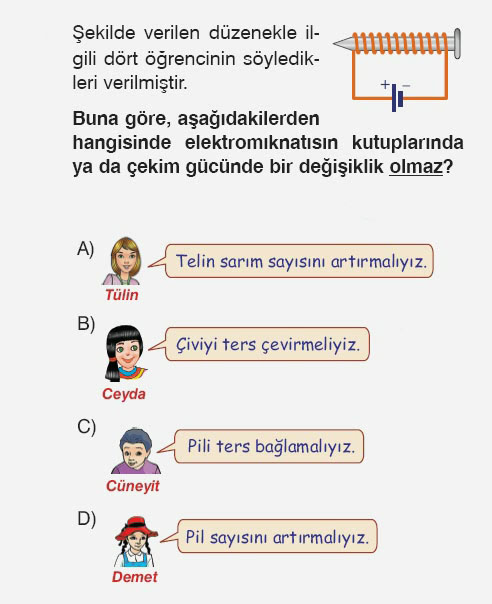 Şekilde verilen düzenekle il-
gili dört öğrencinin söyledik-
leri verilmiştir.
+ –
Buna göre, aşağıdakilerden
hangisinde elektromıknatısın kutuplarında
ya da çekim gücünde bir değişiklik olmaz?
A)
Telin sarım sayısını artırmalıyız.
Tülin
B)
Çiviyi ters çevirmeliyiz.
Ceyda
C)
Pili ters bağlamalıyız.
Cüneyit
D)
Pil sayısını artırmalıyız.
Demet